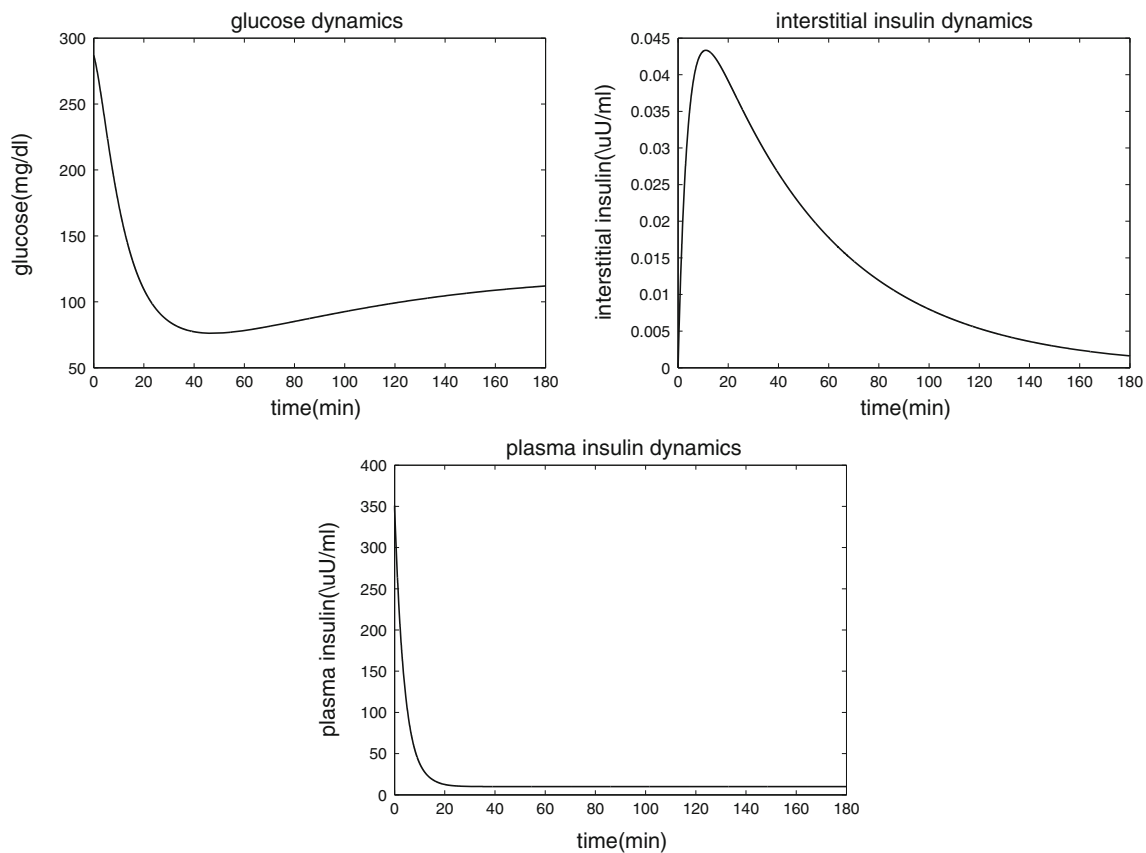 glucose dynamics
300
250
200
150
100
50
0 20 40 60 80 100 120 140 160 180
glucose(mg/dl)
time(min)
interstitial insulin dynamics
0.045
0.04
0.035
0.03
0.025
0.02
0.015
0.01
0.005
0
0 20 40 60 80 100 120 140 160 180
interstitial insulin(\uU/ml)
time(min)
plasma insulin dynamics
400
350
300
250
200
150
100
50
0
0 20 40 60 80 100 120 140 160 180
plasma insulin(\uU/ml)
time(min)